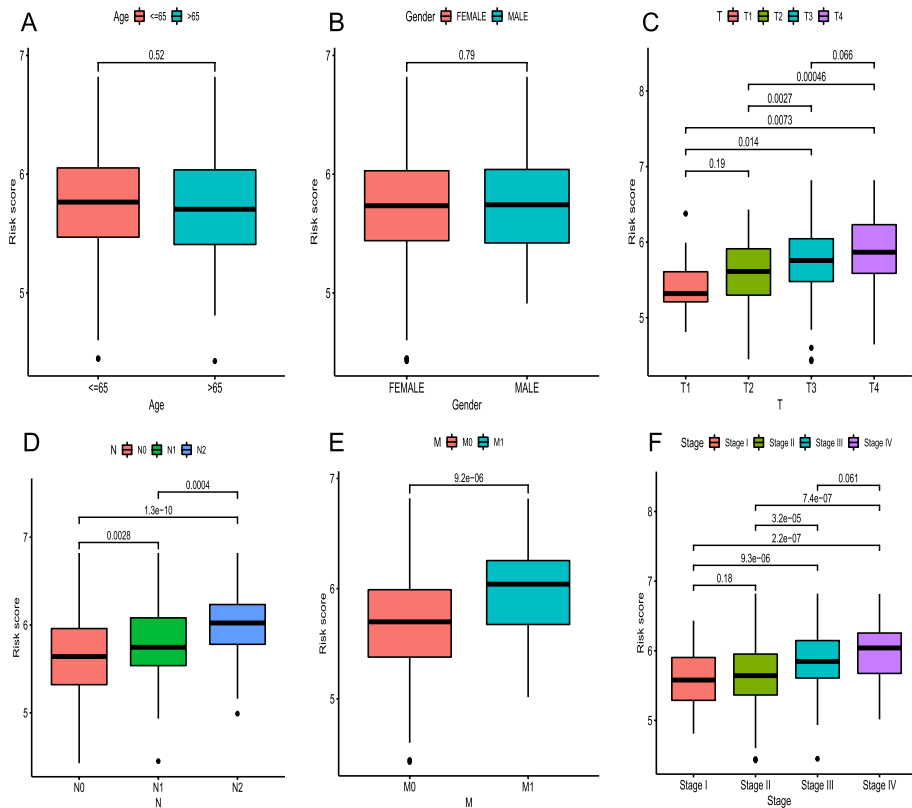 A
Age <=65 >65
7
6
5
Risk score
0.52
<=65 >65
Age
B
Gender FEMALE MALE
7
6
5
Risk score
0.79
FEMALE MALE
Gender
C
T T1 T2 T3 T4
8
7
6
5
Risk score
0.066
0.00046
0.0027
0.0073
0.014
0.19
T1 T2 T3 T4
T
D
N N0 N1 N2
7
6
5
Risk score
0.0004
1.3e−10
0.0028
N0 N1 N2
N
E
M M0 M1
7
6
5
Risk score
9.2e−06
M0 M1
M
F
Stage Stage I Stage II Stage III Stage IV
8
7
6
5
Risk score
0.061
7.4e−07
3.2e−05
2.2e−07
9.3e−06
0.18
Stage I Stage II Stage III Stage IV
Stage